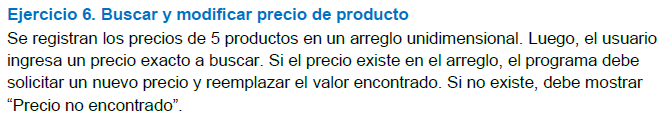 Ejercicio 6. Buscar y modificar precio de producto
Se registran los precios de 5 productos en un arreglo unidimensional. Luego, el usuario
ingresa un precio exacto a buscar. Si el precio existe en el arreglo, el programa debe
solicitar un nuevo precio y reemplazar el valor encontrado. Si no existe, debe mostrar
“Precio no encontrado”.